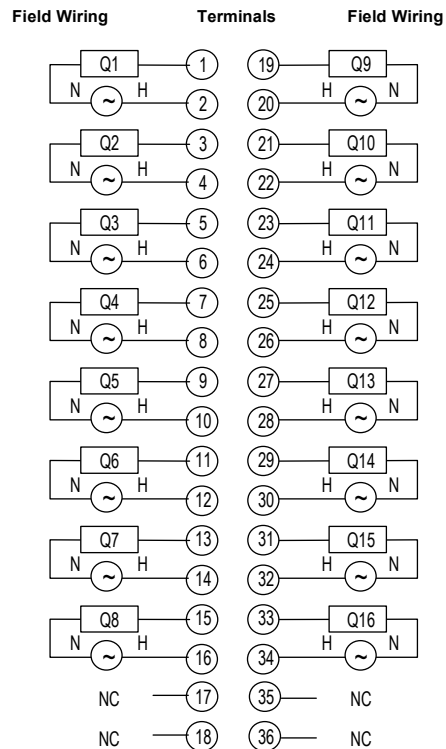 Field Wiring Terminals Field Wiring
Q1 1 19 Q9
N ~ H 2 20 H ~ N
Q2 3 21 Q10
N ~ H 4 22 H ~ N
Q3 5 23 Q11
N ~ H 6 24 H ~ N
Q4 7 25 Q12
N ~ H 8 26 H ~ N
Q5 9 27 Q13
N ~ H 10 28 H ~ N
Q6 11 29 Q14
N ~ H 12 30 H ~ N
Q7 13 31 Q15
N ~ H 14 32 H ~ N
Q8 15 33 Q16
N ~ H 16 34 H ~ N
NC 17 35 NC
NC 18 36 NC